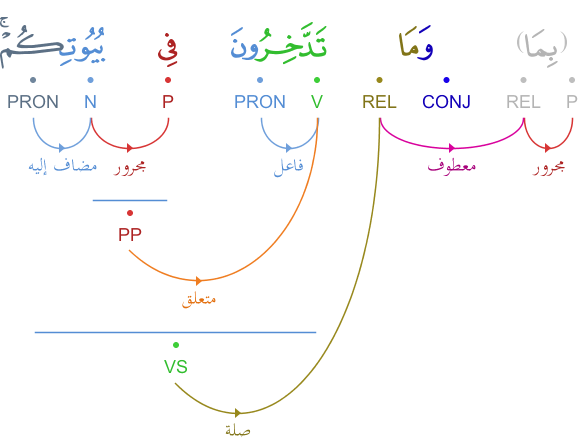 (بِمَا) وَمَا تَدَّخِرُونَ فِي بُيُوتِكُمْ ۚ
P REL CONJ REL V PRON P N PRON
مجرور معطوف فاعل مجرور مضاف إليه
PP
متعلق
VS
صلة